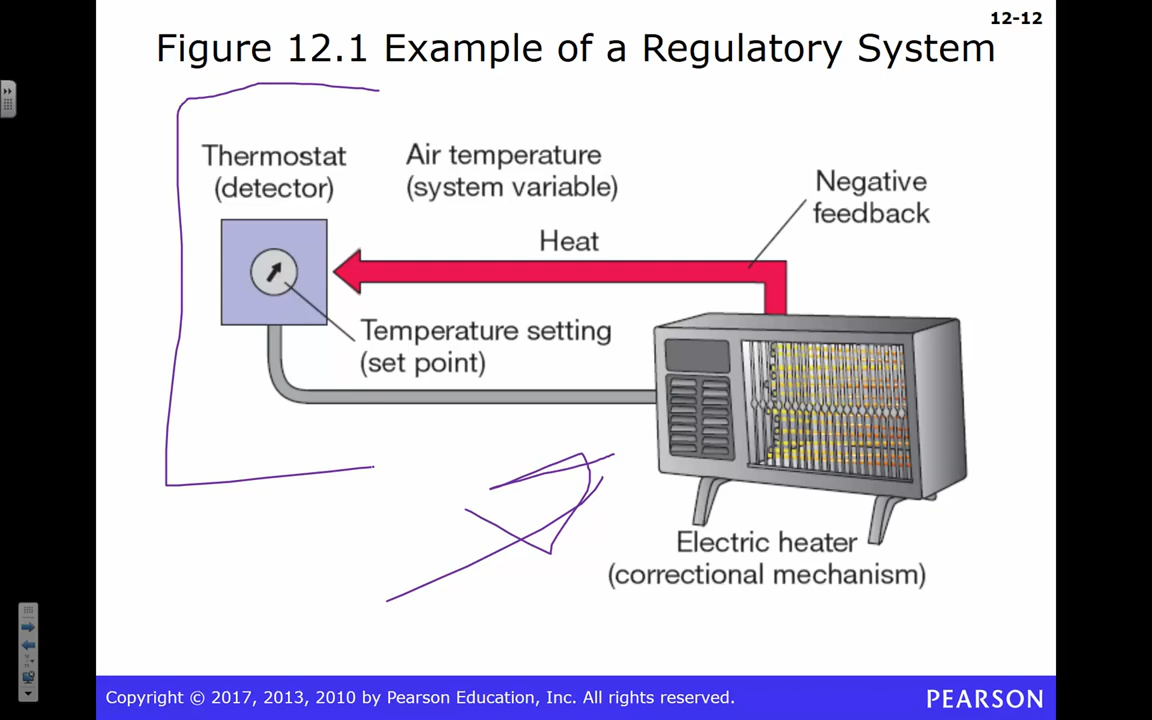 12-12
Figure 12.1 Example of a Regulatory System
Thermostat
(detector)
Air temperature
(system variable)
Negative
feedback
Heat
Temperature setting
(set point)
Electric heater
(correctional mechanism)
Copyright © 2017, 2013, 2010 by Pearson Education, Inc. All rights reserved.
PEARSON